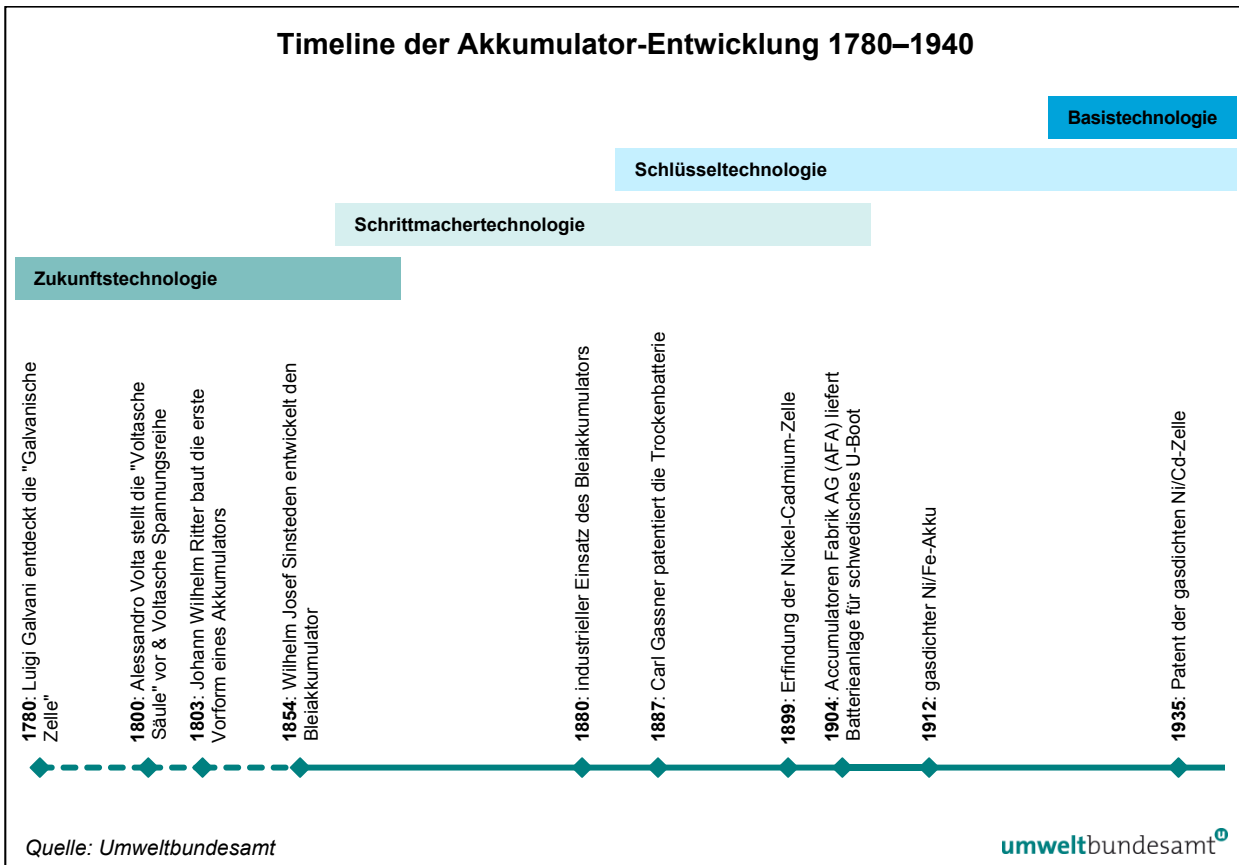 Timeline der Akkumulator-Entwicklung 1780–1940
Basistechnologie
Schlüsseltechnologie
Schrittmachertechnologie
Zukunftstechnologie
1780: Luigi Galvani entdeckt die "Galvanische
Zelle"
1800: Alessandro Volta stellt die "Voltasche
Säule" vor & Voltasche Spannungsreihe
1803: Johann Wilhelm Ritter baut die erste
Vorform eines Akkumulators
1854: Wilhelm Josef Sinsteden entwickelt den
Bleiakkumulator
1880: industrieller Einsatz des Bleiakkumulators
1887: Carl Gassner patentiert die Trockenbatterie
1899: Erfindung der Nickel-Cadmium-Zelle
1904: Accumulatoren Fabrik AG (AFA) liefert
Batterieanlage für schwedisches U-Boot
1912: gasdichter Ni/Fe-Akku
1935: Patent der gasdichten Ni/Cd-Zelle
Quelle: Umweltbundesamt
umweltbundesamt
u